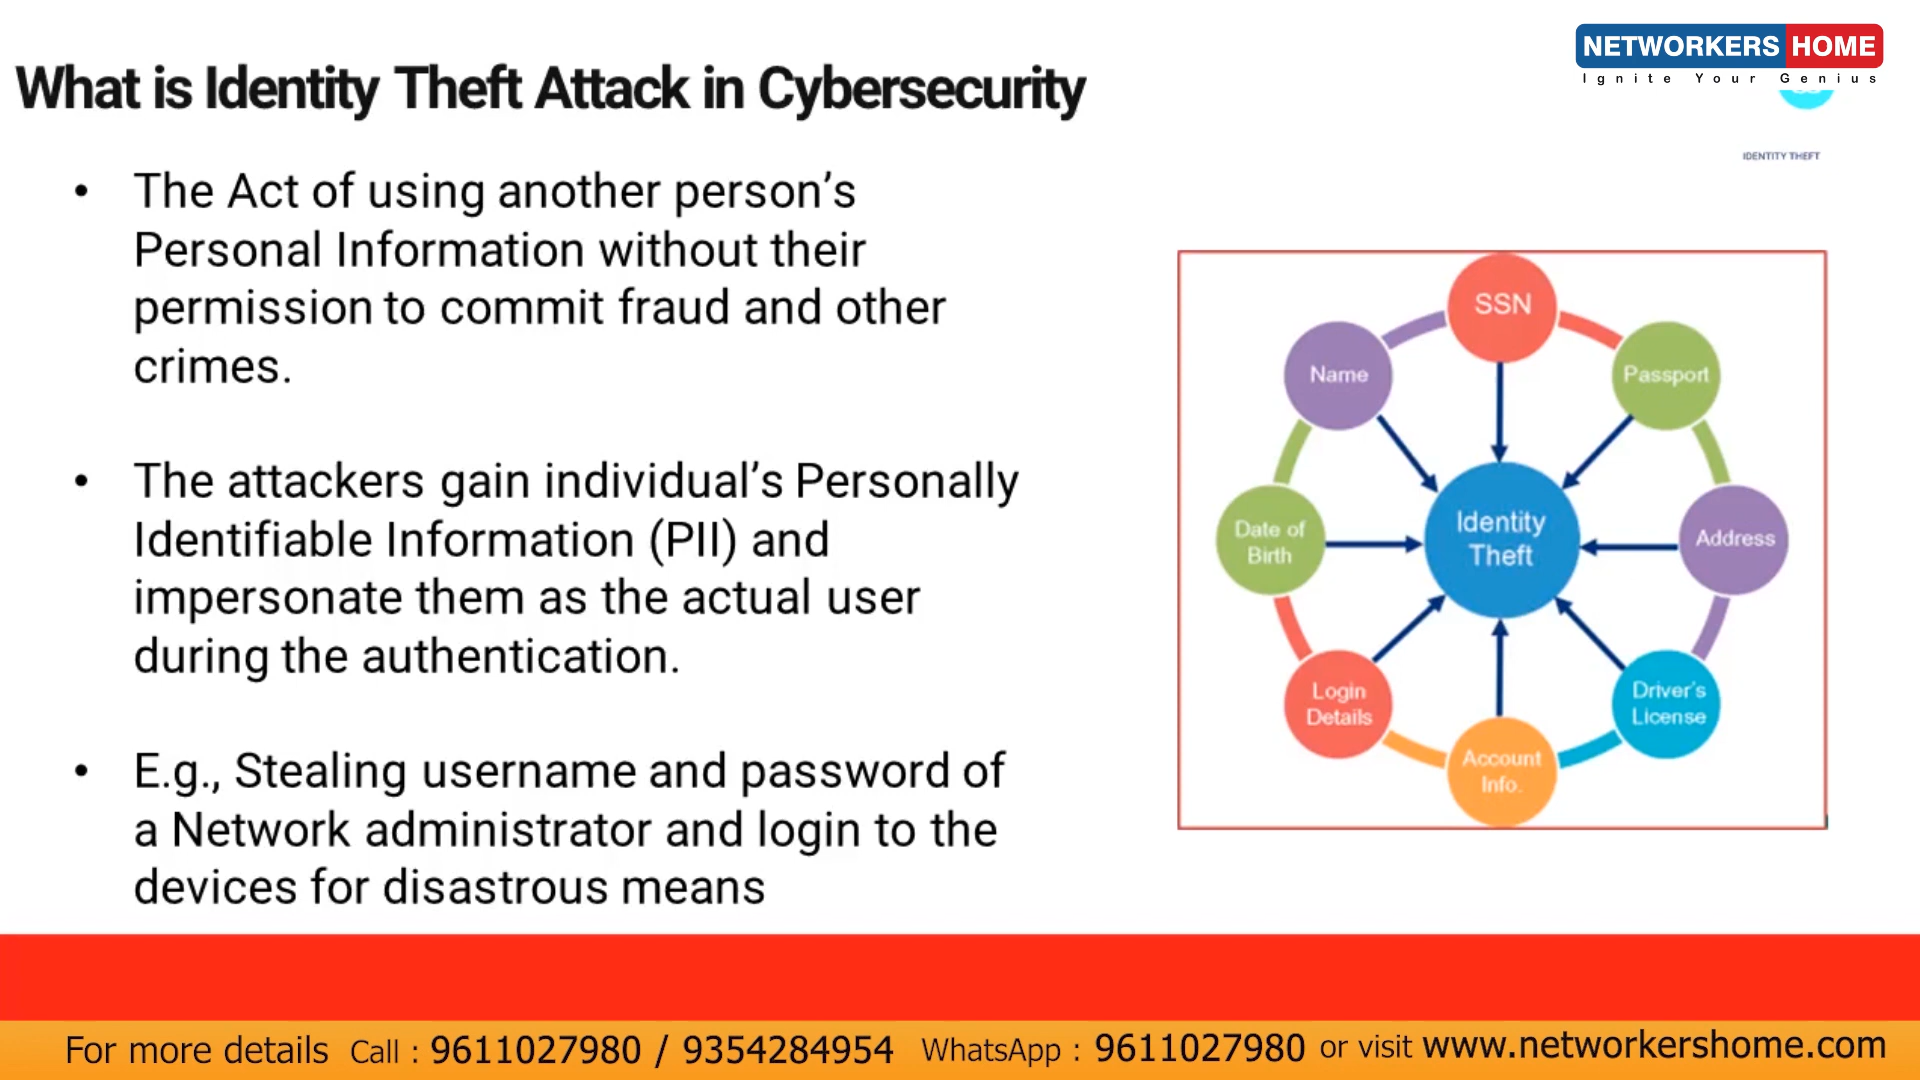 NETWORKERS HOME
Ignite Your Genius
What is Identity Theft Attack in Cybersecurity
IDENTITY THEFT
• The Act of using another person’s
Personal Information without their
permission to commit fraud and other
crimes.
• The attackers gain individual’s Personally
Identifiable Information (PII) and
impersonate them as the actual user
during the authentication.
• E.g., Stealing username and password of
a Network administrator and login to the
devices for disastrous means
SSN
Name
Passport
Date of
Birth
Identity
Theft
Address
Login
Details
Driver’s
License
Account
Info.
For more details Call : 9611027980 / 9354284954 WhatsApp : 9611027980 or visit www.networkershome.com